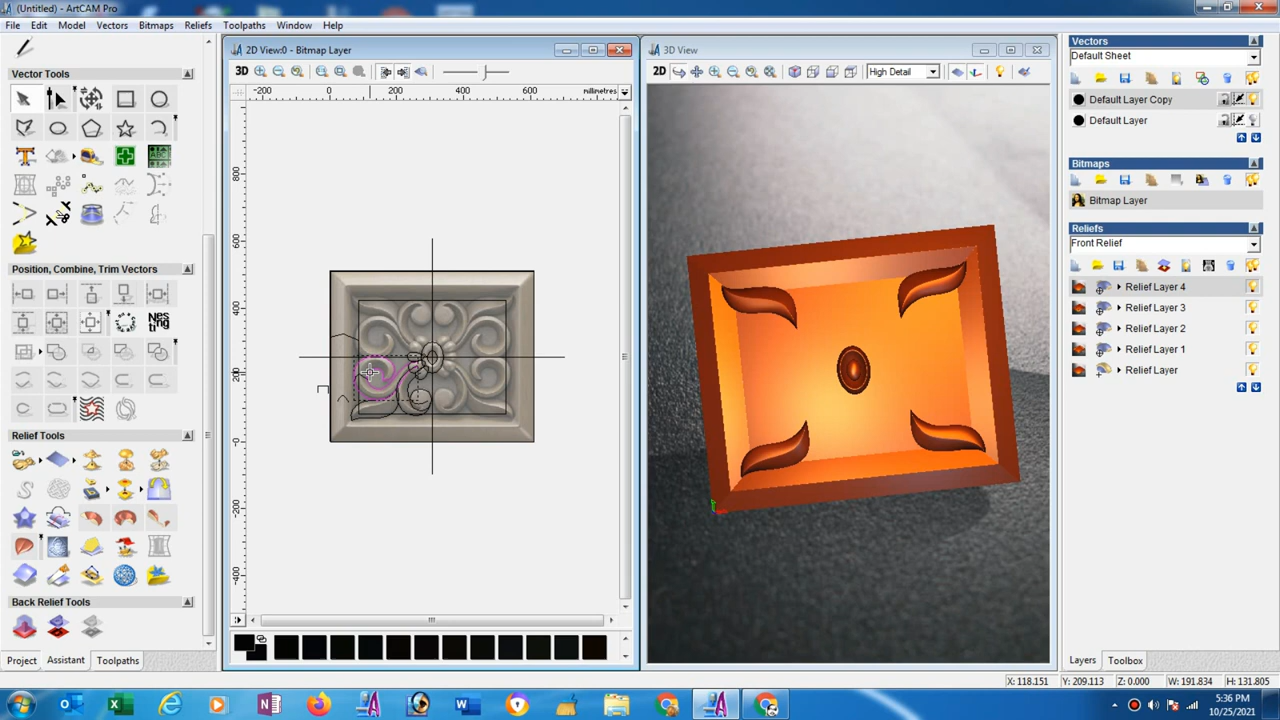 (Untitled) - ArtCAM Pro
File Edit Model Vectors Bitmaps Reliefs Toolpaths Window Help
Vector Tools
Position, Combine, Trim Vectors
Relief Tools
Back Relief Tools
Project Assistant Toolpaths
2D View:0 - Bitmap Layer
3D
-200 0 200 400 600 millimetres
800
600
400
200
-0
-200
-400
-600
3D View
2D High Detail
Vectors
Default Sheet
Default Layer Copy
Default Layer
Bitmaps
Bitmap Layer
Reliefs
Front Relief
Relief Layer 4
Relief Layer 3
Relief Layer 2
Relief Layer 1
Relief Layer
Layers Toolbox
X: 118.151 Y: 209.113 Z: 0.000 W: 191.834 H: 131.805
5:36 PM
10/25/2021